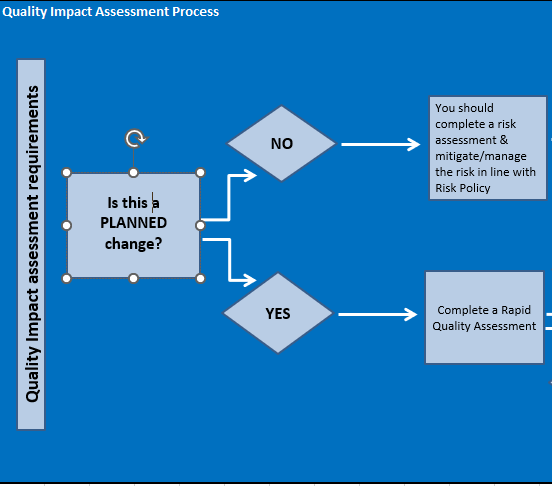 Quality Impact Assessment Process
Quality Impact assessment requirements
Is this a
PLANNED
change?
NO
You should
complete a risk
assessment &
mitigate/manage
the risk in line with
Risk Policy
YES
Complete a Rapid
Quality Assessment